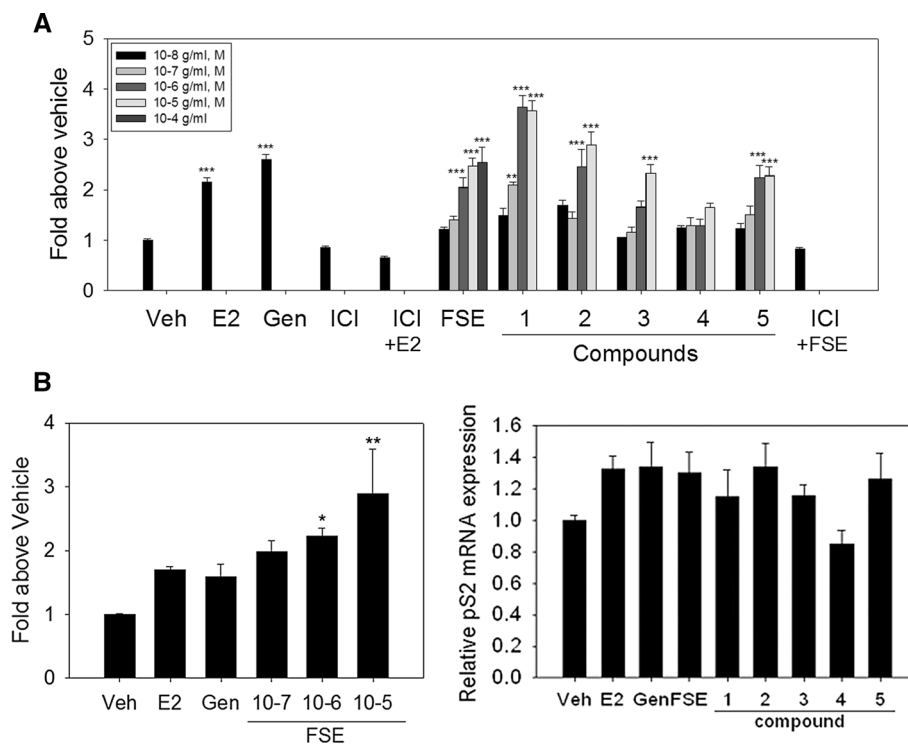 A
5
4
3
2
1
0
Fold above vehicle
10-8 g/ml, M
10-7 g/ml, M
10-6 g/ml, M
10-5 g/ml, M
10-4 g/ml
***
***
***
***
***
**
***
***
***
***
***
***
***
Veh E2 Gen ICI ICI +E2 FSE 1 2 3 4 5 ICI +FSE
Compounds
B
4
3
2
1
0
Fold above Vehicle
*
**
Veh E2 Gen 10-7 10-6 10-5
FSE
1.6
1.4
1.2
1.0
0.8
0.6
0.4
0.2
0.0
Relative pS2 mRNA expression
Veh E2 Gen FSE 1 2 3 4 5
compound